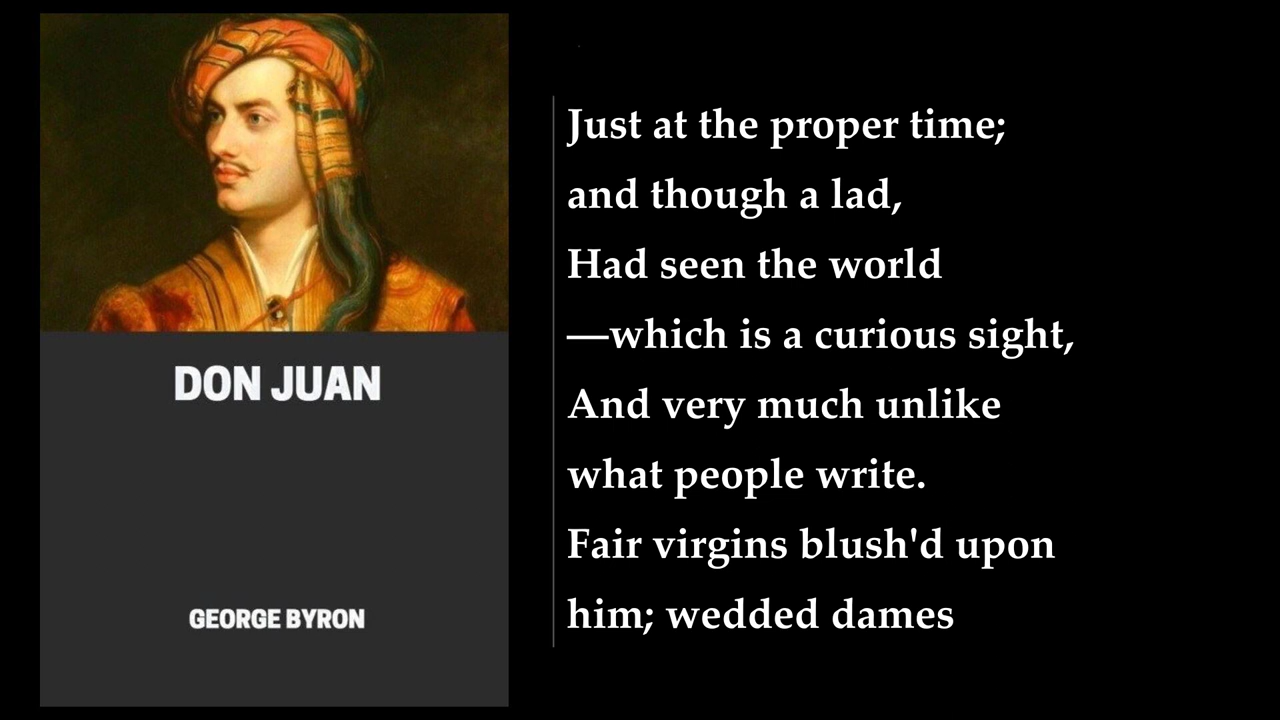 DON JUAN
GEORGE BYRON
Just at the proper time;
and though a lad,
Had seen the world
—which is a curious sight,
And very much unlike
what people write.
Fair virgins blush'd upon
him; wedded dames